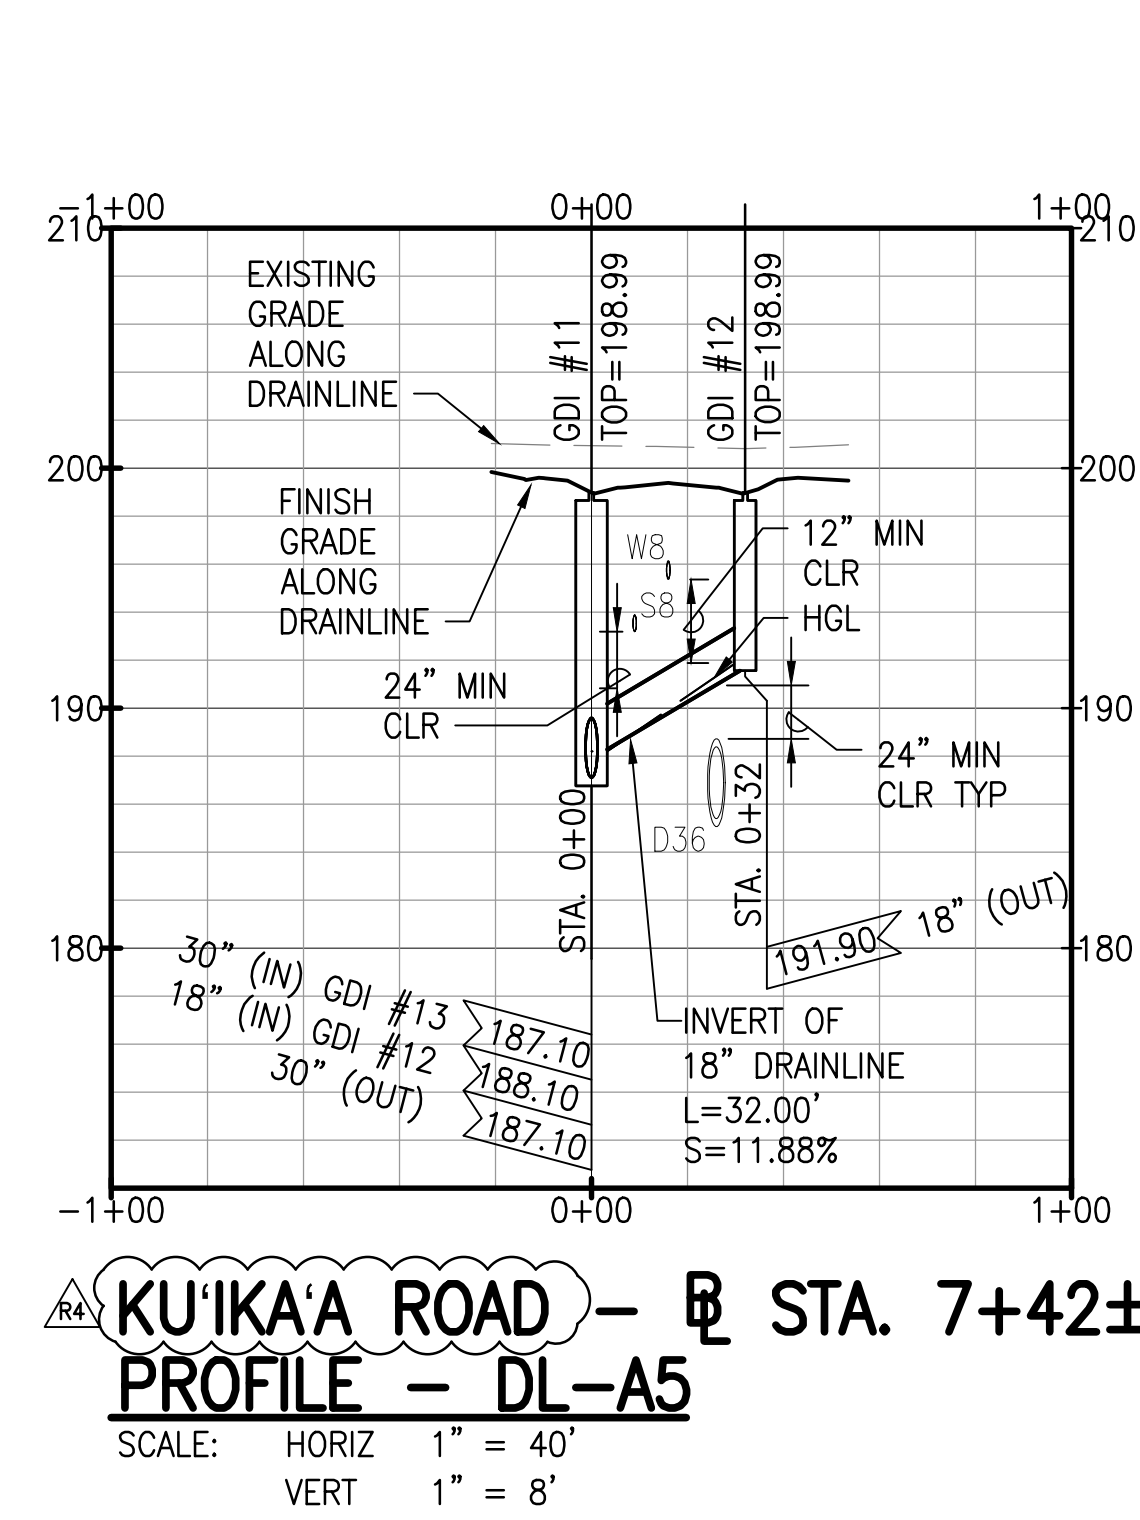 -1+00 0+00 1+00
210 210
EXISTING
GRADE
ALONG
DRAINLINE
GDI #11
TOP=198.99
GDI #12
TOP=198.99
200 200
FINISH
GRADE
ALONG
DRAINLINE
W8
S8
12” MIN
CLR
HGL
24” MIN
CLR
190 190
24” MIN
CLR TYP
D36
STA. 0+00
STA. 0+32
191.90 18” (OUT)
180 180
30” (IN) GDI #13 187.10
18” (IN) GDI #12 188.10
30” (OUT) 187.10
INVERT OF
18” DRAINLINE
L=32.00’
S=11.88%
-1+00 0+00 1+00
R4 KU‘IKA‘A ROAD - BL STA. 7+42±
PROFILE - DL-A5
SCALE: HORIZ 1” = 40’
VERT 1” = 8’